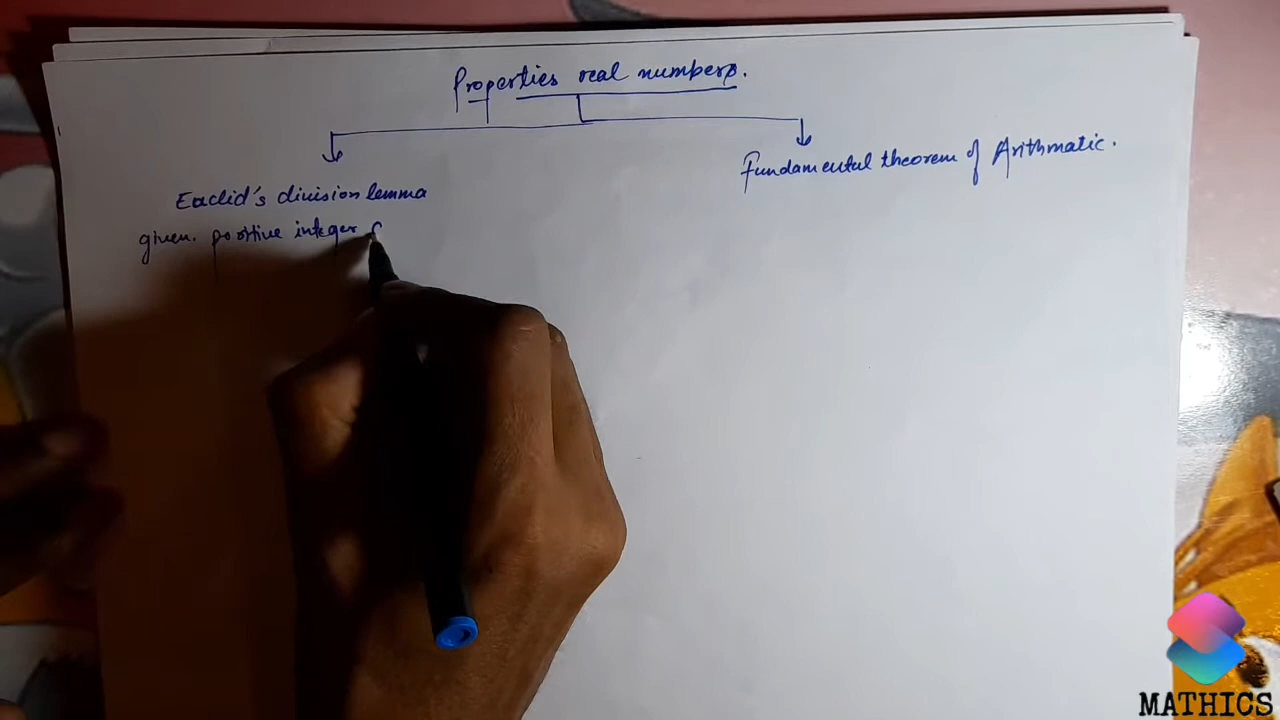 Properties real numbers.
Euclid's division lemma
given. positive integer
Fundamental theorem of Arithmatic.
MATHICS